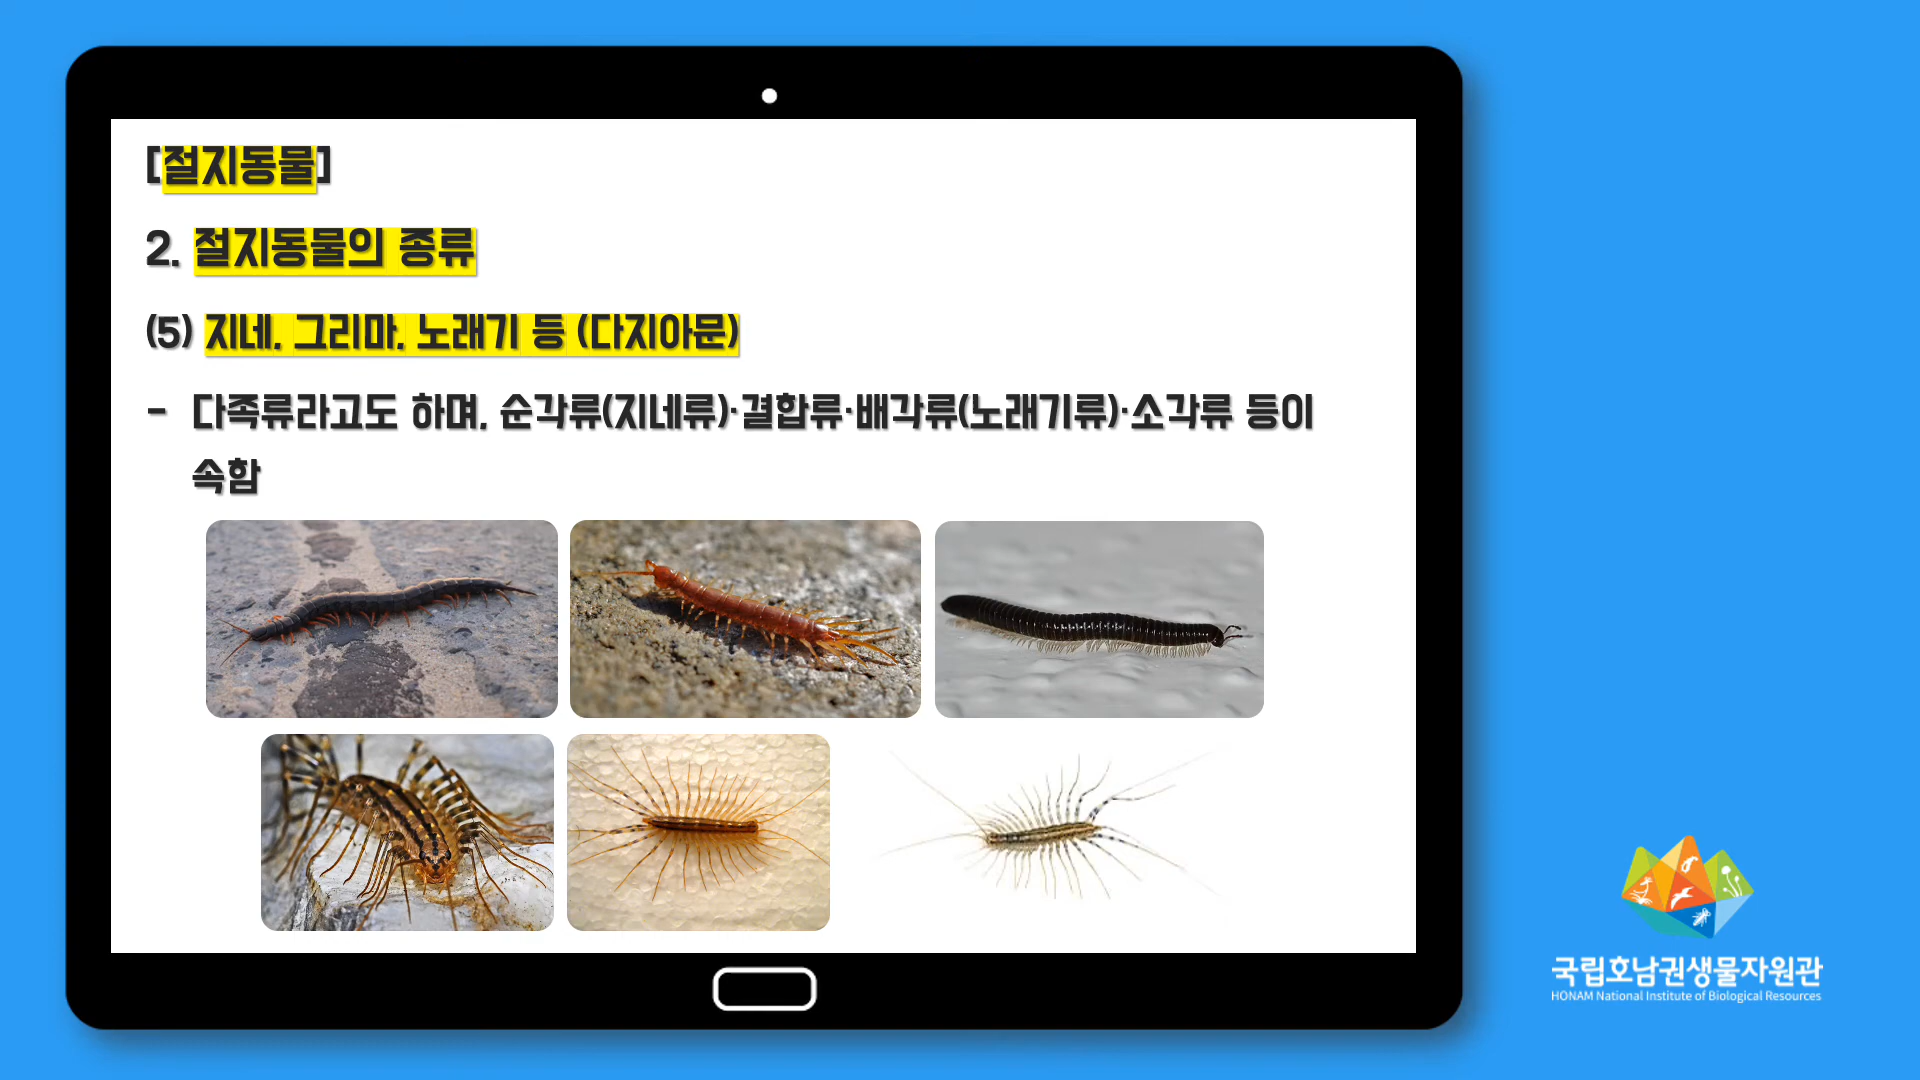 [절지동물]
2. 절지동물의 종류
(5) 지네, 그리마, 노래기 등 (다지아문)
- 다족류라고도 하며, 순각류(지네류)·결합류·배각류(노래기류)·소각류 등이
속함
국립호남권생물자원관
HONAM National Institute of Biological Resources